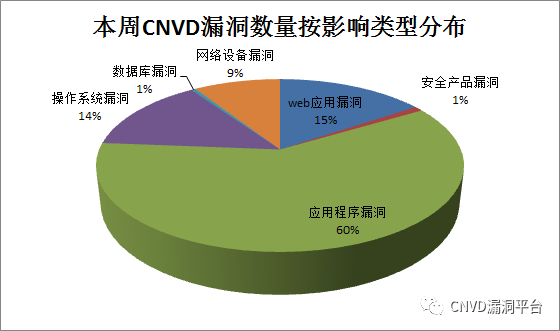 本周CNVD漏洞数量按影响类型分布
网络设备漏洞
9%
数据库漏洞
1%
操作系统漏洞
14%
web应用漏洞
15%
安全产品漏洞
1%
应用程序漏洞
60%
CNVD漏洞平台